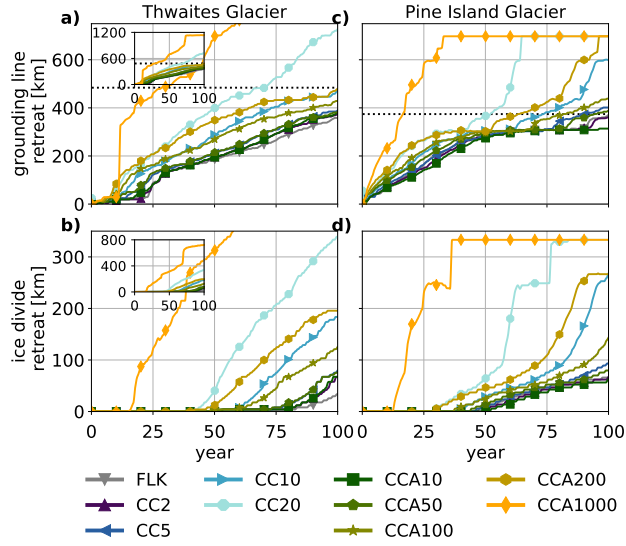 Thwaites Glacier Pine Island Glacier
a) c)
grounding line
retreat [km]
600
400
200
0
1200
600
0
0 50 100
b) d)
ice divide
retreat [km]
300
200
100
0
800
400
0
0 50 100
0 25 50 75 100 0 25 50 75 100
year year
FLK CC10 CCA10 CCA200
CC2 CC20 CCA50 CCA1000
CC5 CCA100